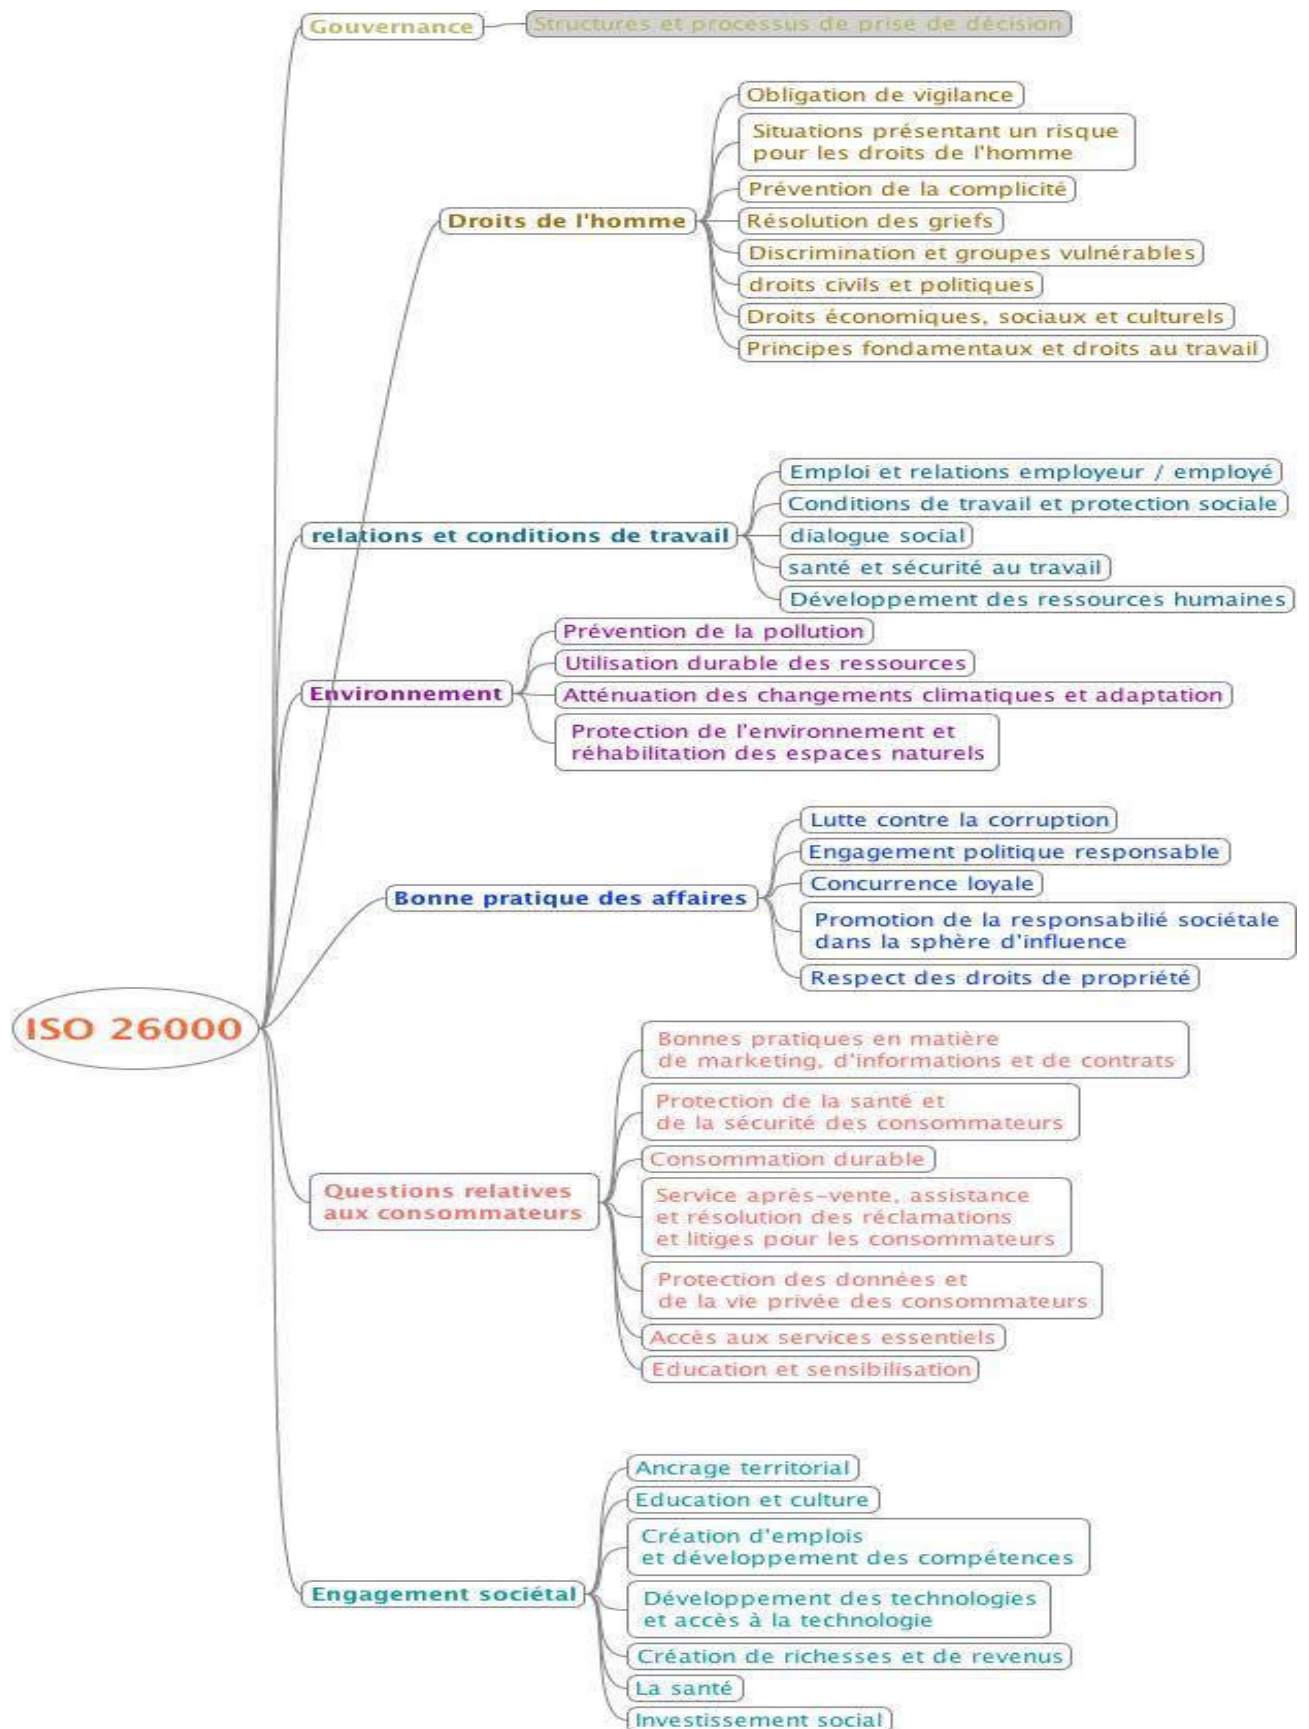 Gouvernance
Structures et processus de prise de décision
Obligation de vigilance
Situations présentant un risque
pour les droits de l'homme
Prévention de la complicité
Droits de l'homme
Résolution des griefs
Discrimination et groupes vulnérables
droits civils et politiques
Droits économiques, sociaux et culturels
Principes fondamentaux et droits au travail
Emploi et relations employeur / employé
Conditions de travail et protection sociale
relations et conditions de travail
dialogue social
santé et sécurité au travail
Développement des ressources humaines
Prévention de la pollution
Utilisation durable des ressources
Environnement
Atténuation des changements climatiques et adaptation
Protection de l'environnement et
réhabilitation des espaces naturels
Lutte contre la corruption
Engagement politique responsable
Concurrence loyale
Bonne pratique des affaires
Promotion de la responsabilié sociétale
dans la sphère d'influence
Respect des droits de propriété
ISO 26000
Bonnes pratiques en matière
de marketing, d'informations et de contrats
Protection de la santé et
de la sécurité des consommateurs
Consommation durable
Questions relatives
aux consommateurs
Service après-vente, assistance
et résolution des réclamations
et litiges pour les consommateurs
Protection des données et
de la vie privée des consommateurs
Accès aux services essentiels
Education et sensibilisation
Ancrage territorial
Education et culture
Création d'emplois
et développement des compétences
Engagement sociétal
Développement des technologies
et accès à la technologie
Création de richesses et de revenus
La santé
Investissement social